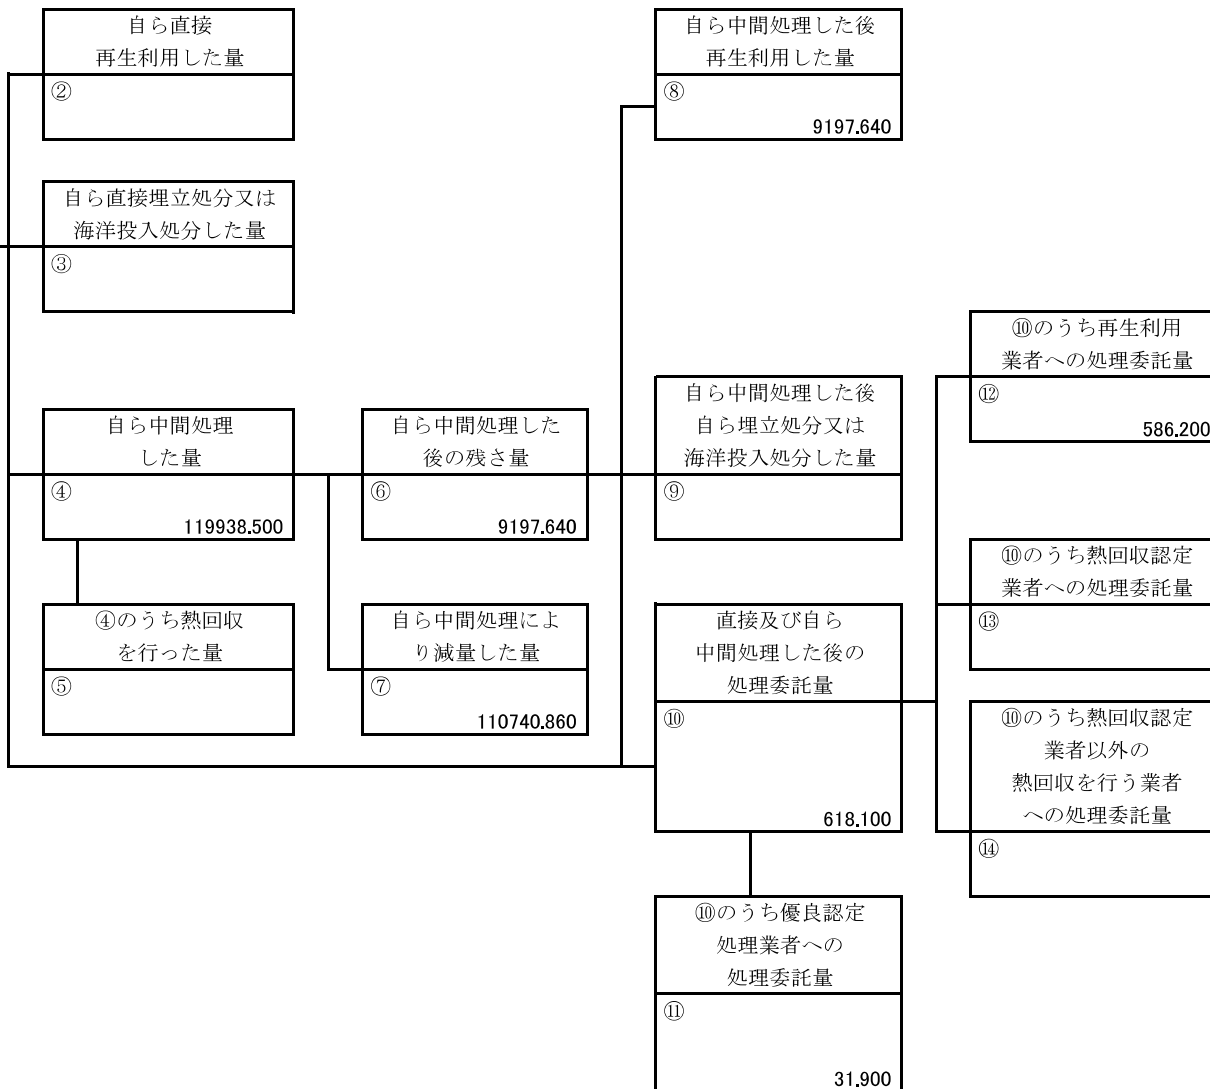 自ら直接
再生利用した量
②
自ら中間処理した後
再生利用した量
⑧
9197.640
自ら直接埋立処分又は
海洋投入処分した量
③
⑩のうち再生利用
業者への処理委託量
⑫
586.200
自ら中間処理
した量
④
119938.500
自ら中間処理した
後の残さ量
⑥
9197.640
自ら中間処理した後
自ら埋立処分又は
海洋投入処分した量
⑨
⑩のうち熱回収認定
業者への処理委託量
⑬
④のうち熱回収
を行った量
⑤
自ら中間処理によ
り減量した量
⑦
110740.860
直接及び自ら
中間処理した後の
処理委託量
⑩
618.100
⑩のうち熱回収認定
業者以外の
熱回収を行う業者
への処理委託量
⑭
⑩のうち優良認定
処理業者への
処理委託量
⑪
31.900